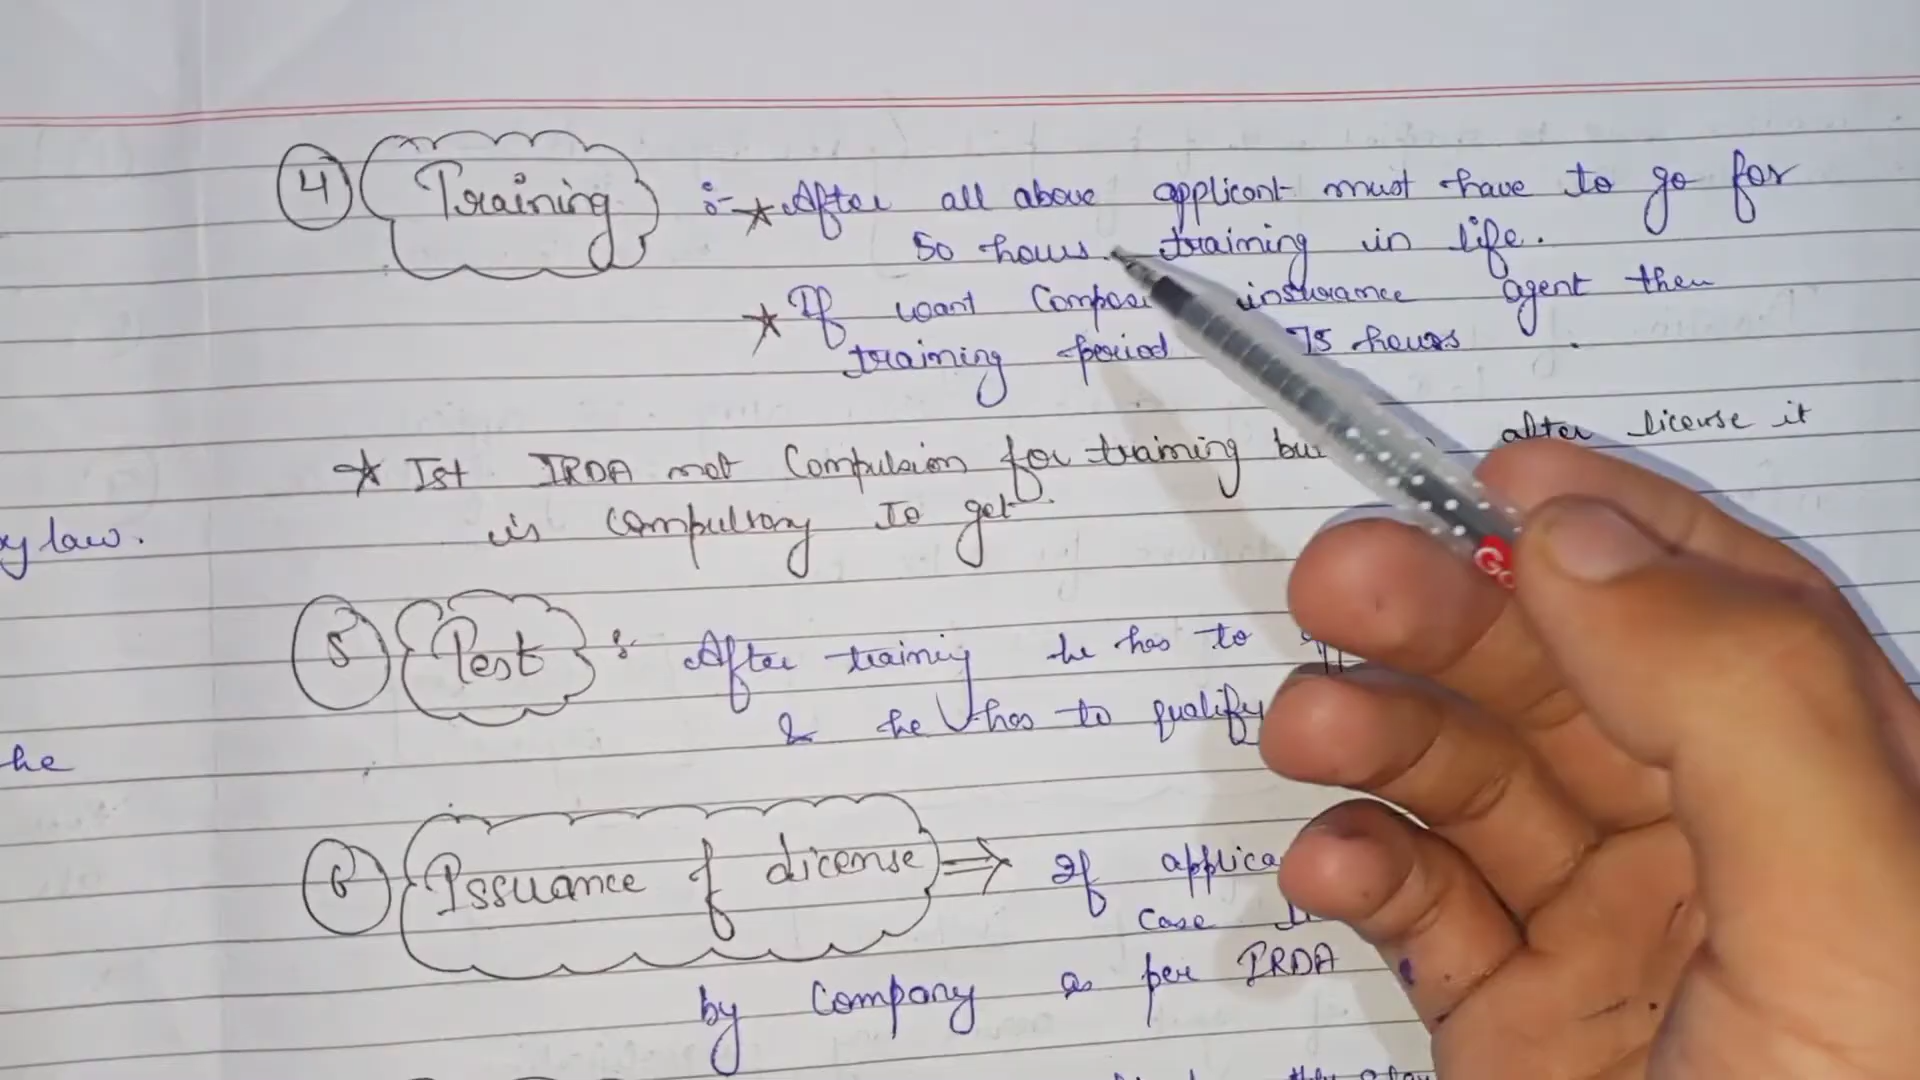 4 Training :- ★ After all above applicant must have to go for
50 hours training in life.
★ If want insurance agent then
training period 75 hours
★ Ist IRDA not Compulsion for training after license it
is compulsory to get.
y law.
5 Test : After training he has to
& he has to qualify
he
6 Issuance of License ⇒ If
Case
by Company as per IRDA